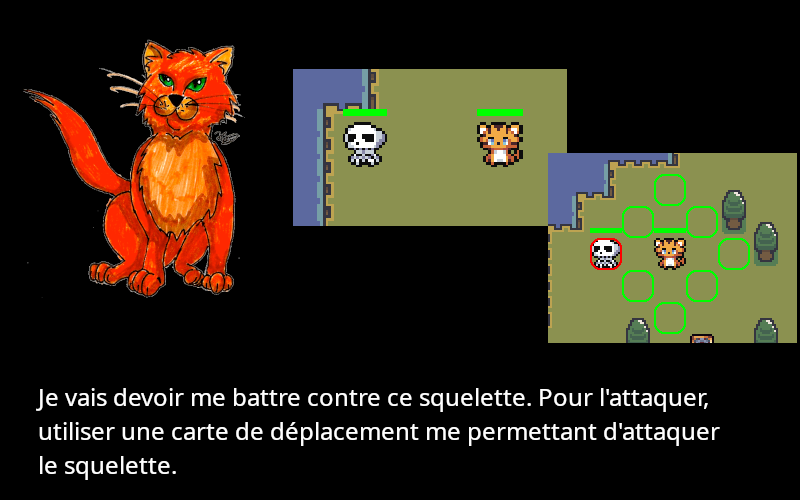 Je vais devoir me battre contre ce squelette. Pour l'attaquer,
utiliser une carte de déplacement me permettant d'attaquer
le squelette.